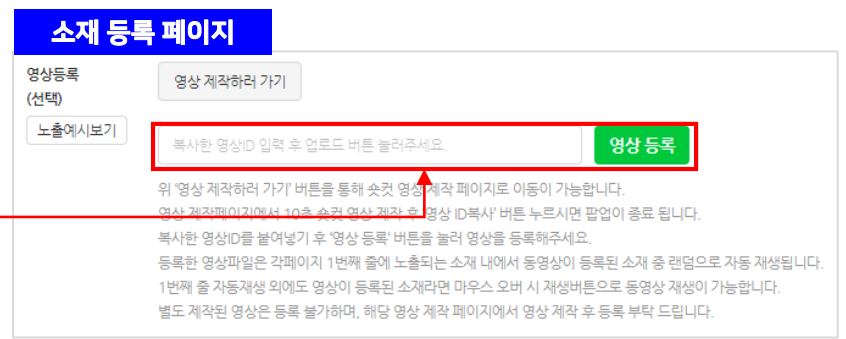 소재 등록 페이지
영상등록
(선택)
영상 제작하러 가기
노출예시보기
복사한 영상ID 입력 후 업로드 버튼 눌러주세요.
영상 등록
위 '영상 제작하러 가기' 버튼을 통해 숏컷 영상 제작 페이지로 이동이 가능합니다.
영상 제작페이지에서 10초 숏컷 영상 제작 후 '영상 ID복사' 버튼 누르시면 팝업이 종료 됩니다.
복사한 영상ID를 붙여넣기 후 '영상 등록' 버튼을 눌러 영상을 등록해주세요.
등록한 영상파일은 각페이지 1번째 줄에 노출되는 소재 내에서 동영상이 등록된 소재 중 랜덤으로 자동 재생됩니다.
1번째 줄 자동재생 외에도 영상이 등록된 소재라면 마우스 오버 시 재생버튼으로 동영상 재생이 가능합니다.
별도 제작된 영상은 등록 불가하며, 해당 영상 제작 페이지에서 영상 제작 후 등록 부탁 드립니다.